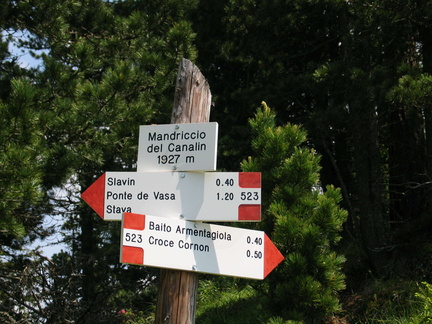 Mandriccio
del Canalin
1927 m
Slavin 0.40
Ponte de Vasa 1.20 523
Stava
Baito Armentagiola 0.40
523 Croce Cornon 0.50